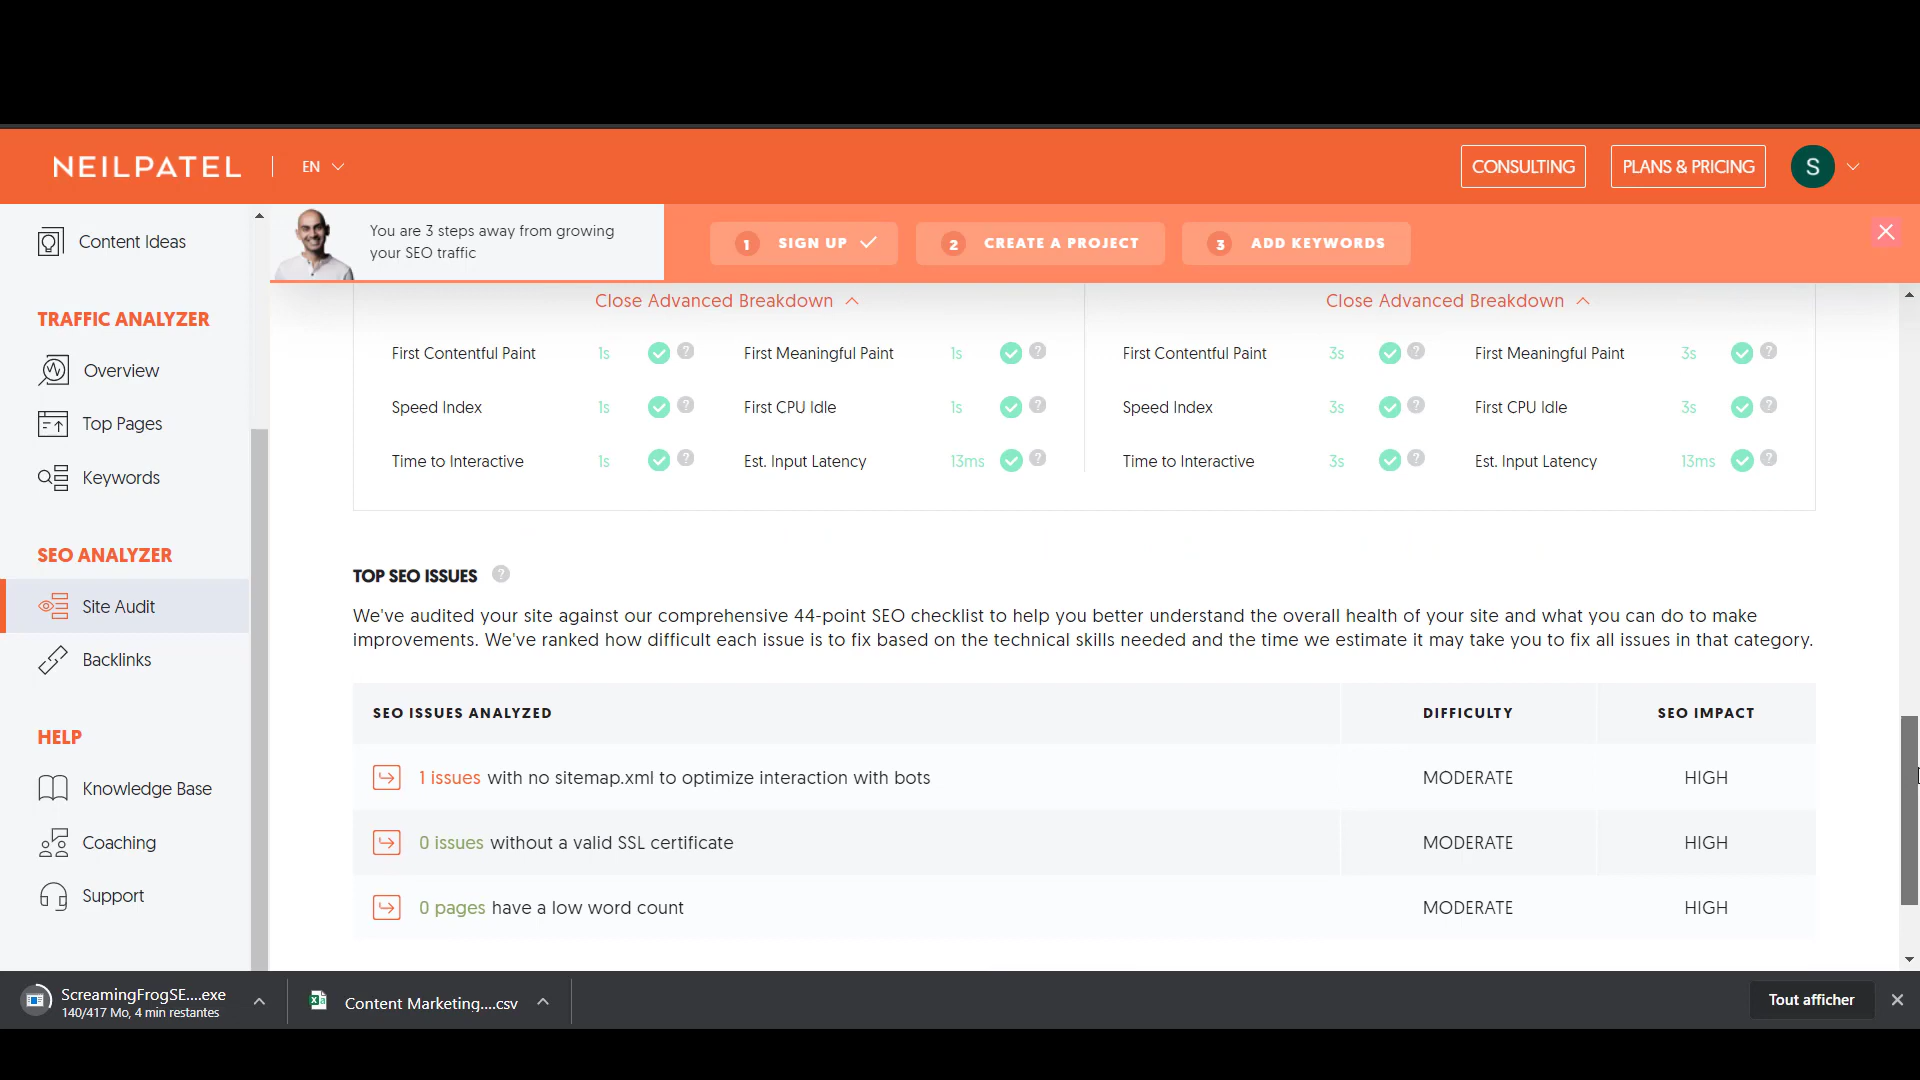 NEILPATEL
EN
CONSULTING
PLANS & PRICING
S
You are 3 steps away from growing
your SEO traffic
1 SIGN UP
2 CREATE A PROJECT
3 ADD KEYWORDS
Content Ideas
TRAFFIC ANALYZER
Overview
Top Pages
Keywords
SEO ANALYZER
Site Audit
Backlinks
HELP
Knowledge Base
Coaching
Support
Close Advanced Breakdown
Close Advanced Breakdown
First Contentful Paint 1s ? First Meaningful Paint 1s ? First Contentful Paint 3s ? First Meaningful Paint 3s ?
Speed Index 1s ? First CPU Idle 1s ? Speed Index 3s ? First CPU Idle 3s ?
Time to Interactive 1s ? Est. Input Latency 13ms ? Time to Interactive 3s ? Est. Input Latency 13ms ?
TOP SEO ISSUES ?
We've audited your site against our comprehensive 44-point SEO checklist to help you better understand the overall health of your site and what you can do to make
improvements. We've ranked how difficult each issue is to fix based on the technical skills needed and the time we estimate it may take you to fix all issues in that category.
SEO ISSUES ANALYZED DIFFICULTY SEO IMPACT
1 issues with no sitemap.xml to optimize interaction with bots MODERATE HIGH
0 issues without a valid SSL certificate MODERATE HIGH
0 pages have a low word count MODERATE HIGH
ScreamingFrogSE....exe
140/417 Mo, 4 min restantes
Content Marketing....csv
Tout afficher